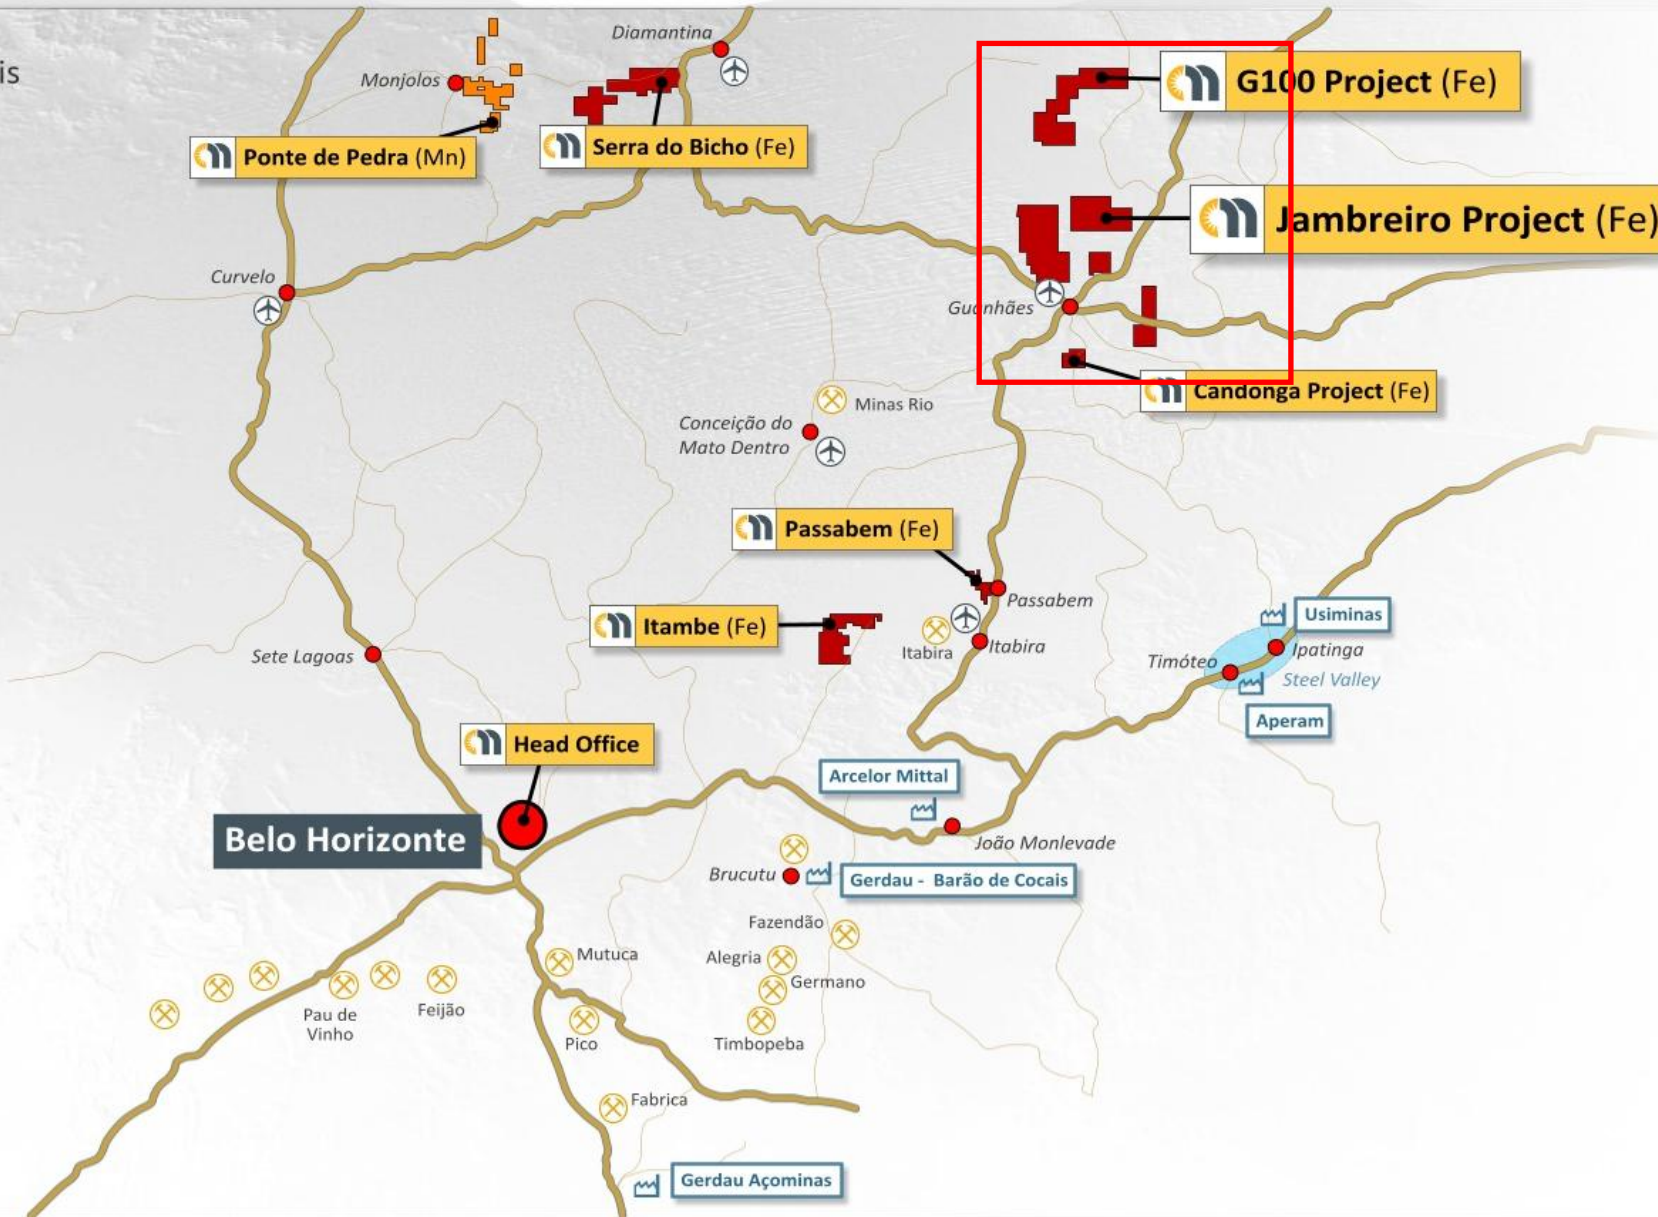 is
Diamantina
Monjolos
G100 Project (Fe)
Ponte de Pedra (Mn)
Serra do Bicho (Fe)
Jambreiro Project (Fe)
Curvelo
Guanhães
Candonga Project (Fe)
Minas Rio
Conceição do
Mato Dentro
Passabem (Fe)
Passabem
Itambe (Fe)
Itabira
Itabira
Usiminas
Ipatinga
Timóteo
Steel Valley
Aperam
Sete Lagoas
Head Office
Arcelor Mittal
Belo Horizonte
João Monlevade
Brucutu
Gerdau - Barão de Cocais
Fazendão
Mutuca
Alegria
Germano
Feijão
Pau de
Vinho
Pico
Timbopeba
Fabrica
Gerdau Açominas